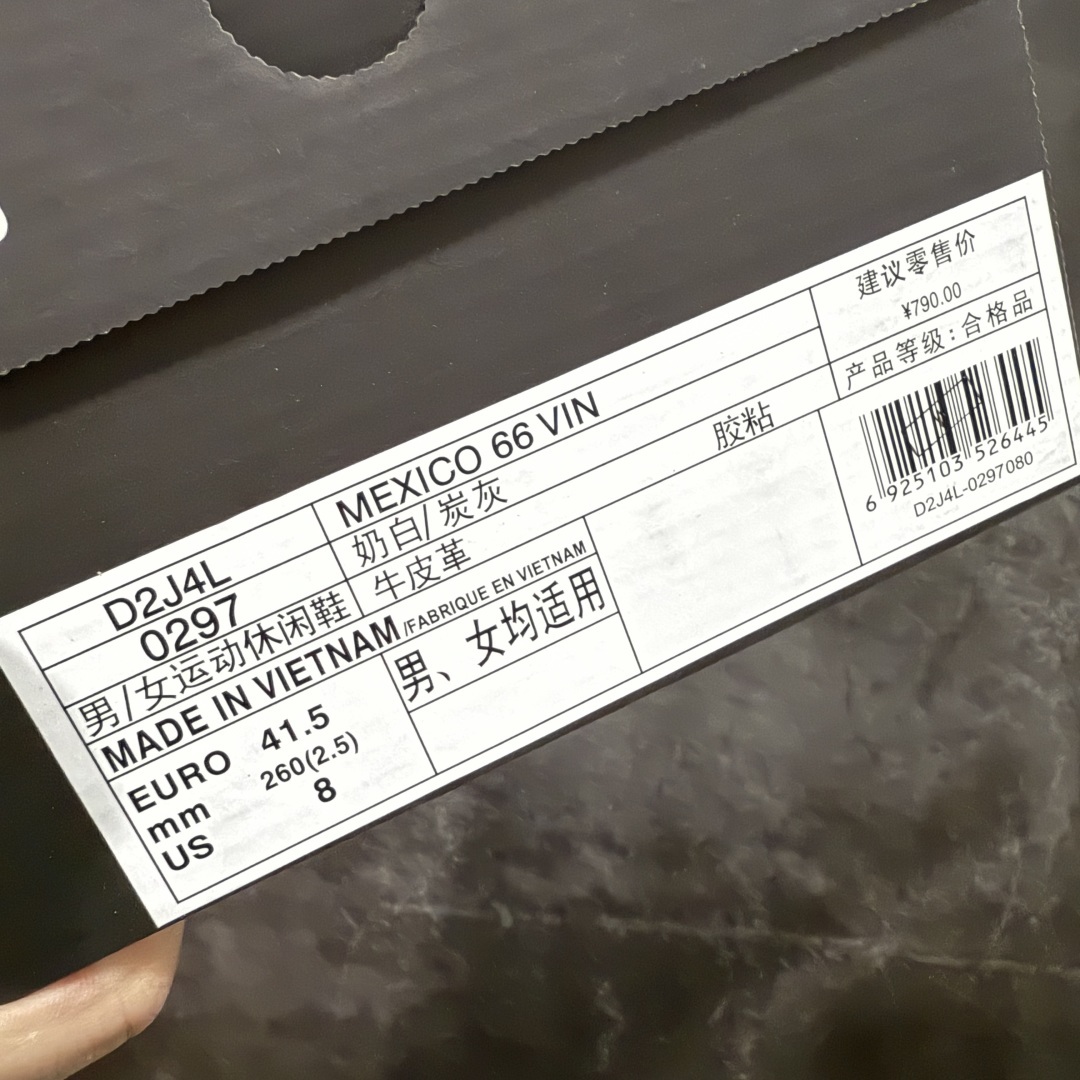 MEXICO 66 VIN
建议零售价
¥790.00
D2J4L
0297
奶白/炭灰
产品等级:合格品
男/女运动休闲鞋
牛皮革
胶粘
MADE IN VIETNAM/FABRIQUE EN VIETNAM
男、女均适用
EURO 41.5
mm 260(2.5)
US 8
6 925103 526445
D2J4L-0297080